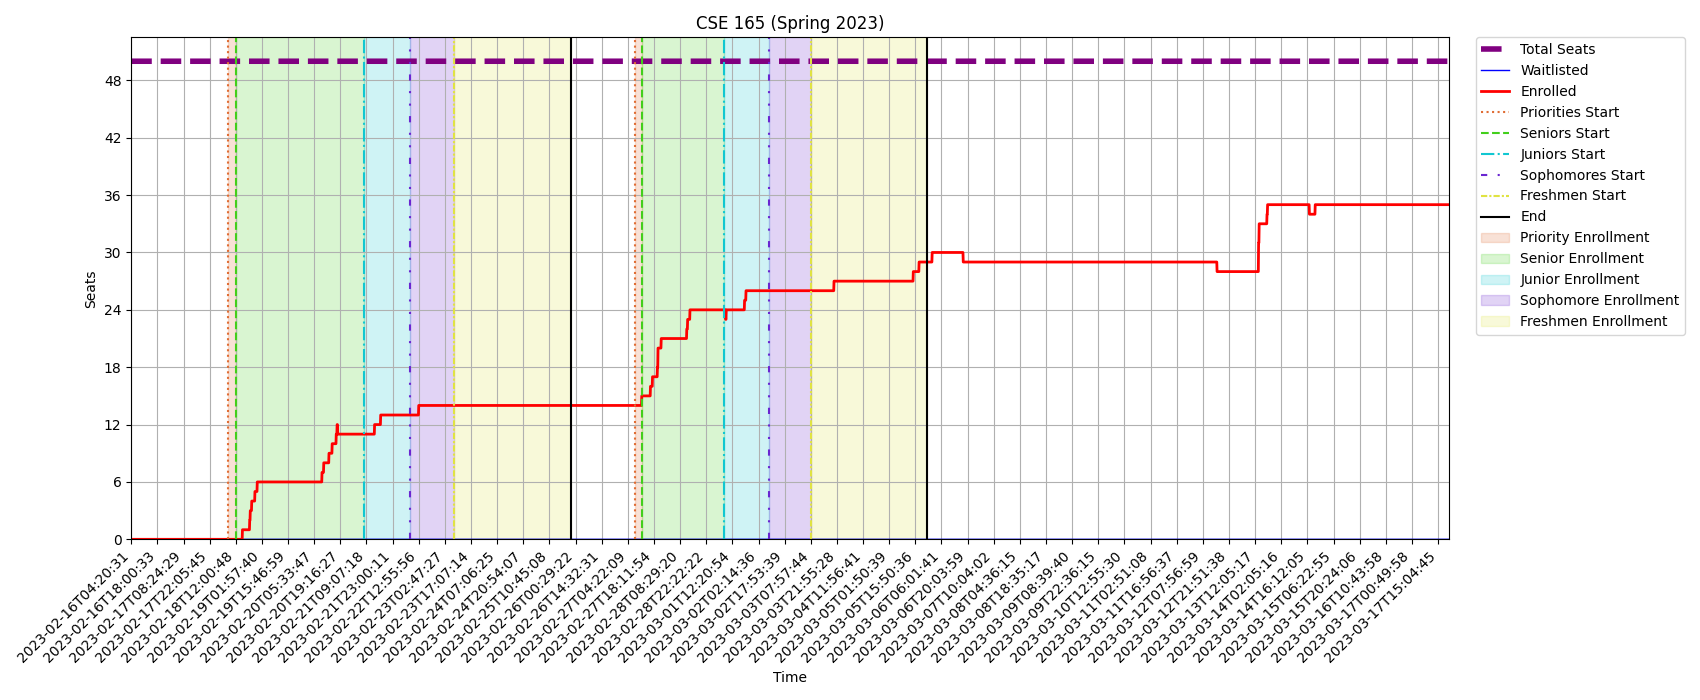 CSE 165 (Spring 2023)
Seats
48
42
36
30
24
18
12
6
0
2023-02-16T04:20:31
2023-02-16T18:00:33
2023-02-17T08:24:29
2023-02-17T22:05:45
2023-02-18T12:00:48
2023-02-19T01:57:40
2023-02-19T15:46:59
2023-02-20T05:33:47
2023-02-20T19:16:27
2023-02-21T09:07:18
2023-02-21T23:00:11
2023-02-22T12:55:56
2023-02-23T02:47:27
2023-02-23T17:07:14
2023-02-24T07:06:25
2023-02-24T20:54:07
2023-02-25T10:45:08
2023-02-26T00:29:22
2023-02-26T14:32:31
2023-02-27T04:22:09
2023-02-27T18:11:54
2023-02-28T08:29:20
2023-02-28T22:22:22
2023-03-01T12:20:54
2023-03-02T02:14:36
2023-03-02T17:53:39
2023-03-03T07:57:44
2023-03-03T21:55:28
2023-03-04T11:56:41
2023-03-05T01:50:39
2023-03-05T15:50:36
2023-03-06T06:01:41
2023-03-06T20:03:59
2023-03-07T10:04:02
2023-03-08T04:36:15
2023-03-08T18:35:17
2023-03-09T08:39:40
2023-03-09T22:36:15
2023-03-10T12:55:30
2023-03-11T02:51:08
2023-03-11T16:56:37
2023-03-12T07:56:59
2023-03-12T21:51:38
2023-03-13T12:05:17
2023-03-14T02:05:16
2023-03-14T16:12:05
2023-03-15T06:22:55
2023-03-15T20:24:06
2023-03-16T10:43:58
2023-03-17T00:49:58
2023-03-17T15:04:45
Time
Total Seats
Waitlisted
Enrolled
Priorities Start
Seniors Start
Juniors Start
Sophomores Start
Freshmen Start
End
Priority Enrollment
Senior Enrollment
Junior Enrollment
Sophomore Enrollment
Freshmen Enrollment